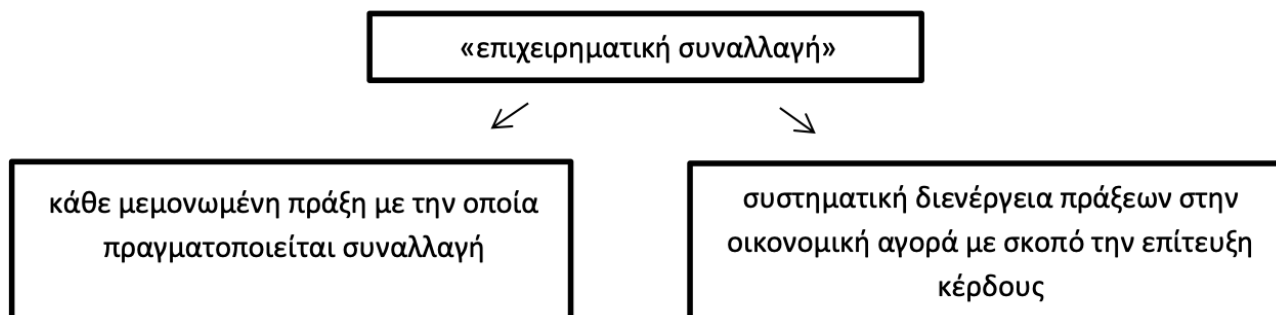 «επιχειρηματική συναλλαγή»
κάθε μεμονωμένη πράξη με την οποία
πραγματοποιείται συναλλαγή
συστηματική διενέργεια πράξεων στην
οικονομική αγορά με σκοπό την επίτευξη
κέρδους